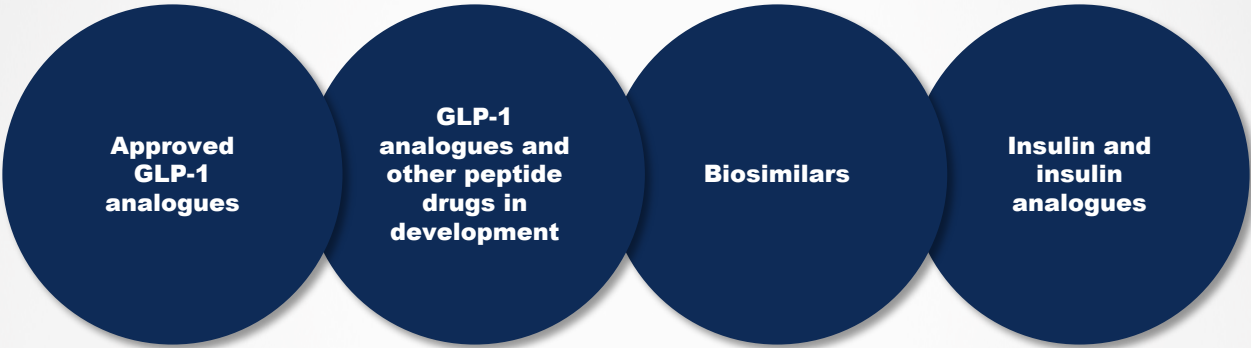 Approved
GLP-1
analogues
GLP-1
analogues and
other peptide
drugs in
development
Biosimilars
Insulin and
insulin
analogues